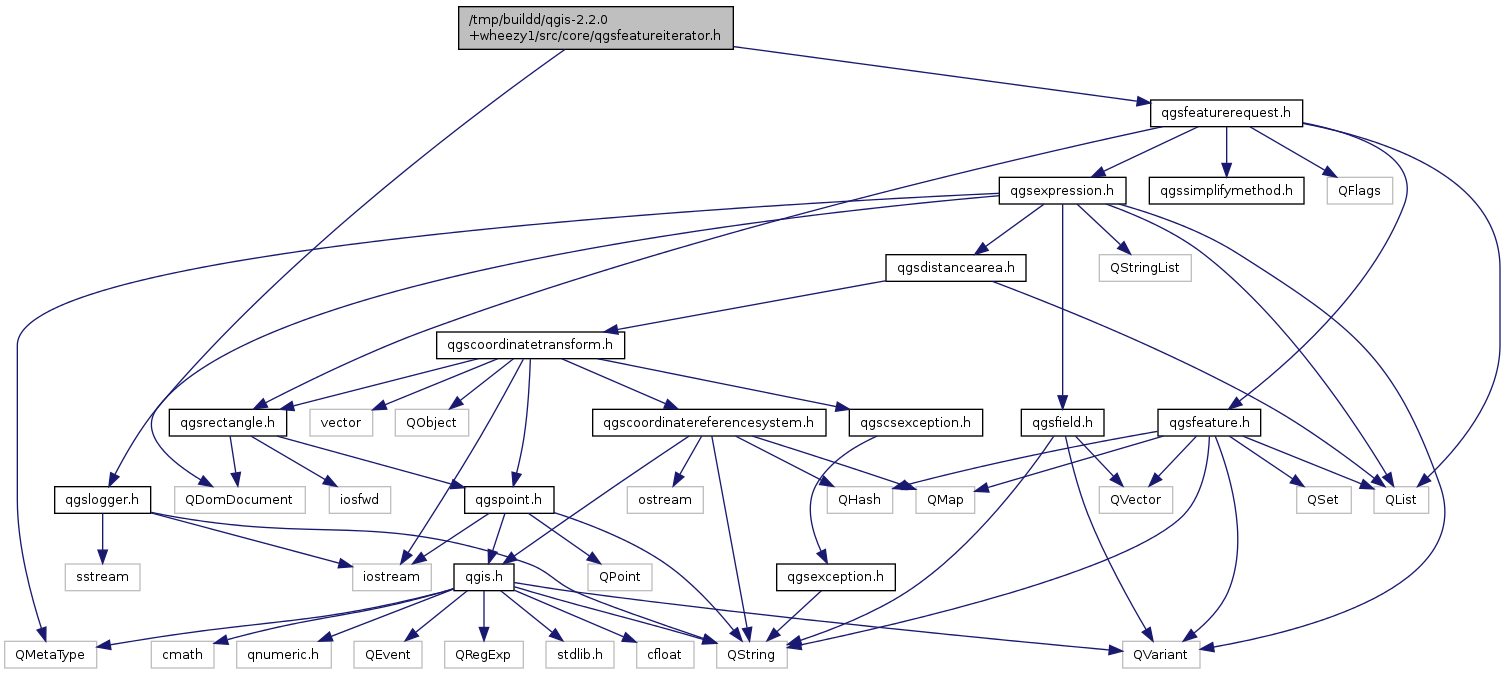 /tmp/buildd/qgis-2.2.0
+wheezy1/src/core/qgsfeatureiterator.h
qgsfeaturerequest.h
qgsexpression.h
qgssimplifymethod.h
QFlags
qgsdistancearea.h
QStringList
qgscoordinatetransform.h
qgsrectangle.h
vector
QObject
qgscoordinatereferencesystem.h
qgscsexception.h
qgsfield.h
qgsfeature.h
qgslogger.h
QDomDocument
iosfwd
qgspoint.h
ostream
QHash
QMap
QVector
QSet
QList
sstream
iostream
qgis.h
QPoint
qgsexception.h
QMetaType
cmath
qnumeric.h
QEvent
QRegExp
stdlib.h
cfloat
QString
QVariant